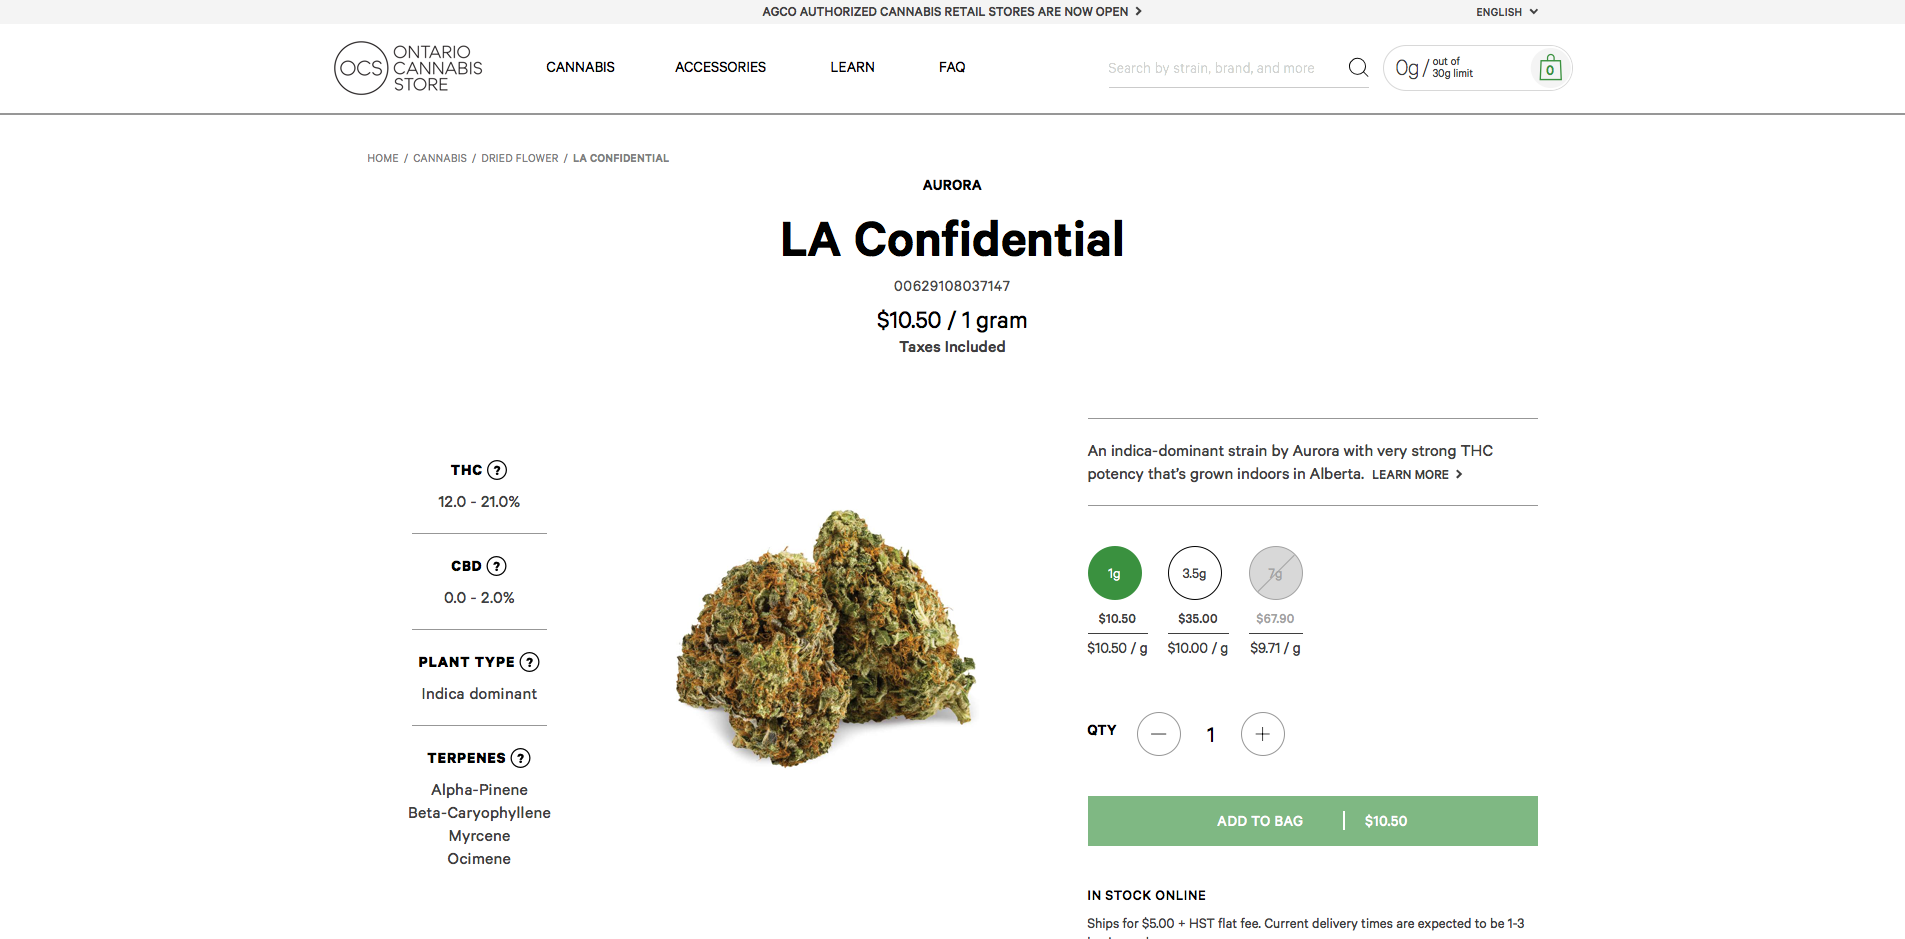 AGCO AUTHORIZED CANNABIS RETAIL STORES ARE NOW OPEN
ENGLISH
OCS
ONTARIO
CANNABIS
STORE
CANNABIS
ACCESSORIES
LEARN
FAQ
Search by strain, brand, and more
0g / out of
30g limit
0
HOME / CANNABIS / DRIED FLOWER / LA CONFIDENTIAL
AURORA
LA Confidential
00629108037147
$10.50 / 1 gram
Taxes Included
THC ?
12.0 - 21.0%
CBD ?
0.0 - 2.0%
PLANT TYPE ?
Indica dominant
TERPENES ?
Alpha-Pinene
Beta-Caryophyllene
Myrcene
Ocimene
An indica-dominant strain by Aurora with very strong THC
potency that's grown indoors in Alberta. LEARN MORE
1g 3.5g 7g
$10.50 $35.00 $67.90
$10.50 / g $10.00 / g $9.71 / g
QTY 1
ADD TO BAG | $10.50
IN STOCK ONLINE
Ships for $5.00 + HST flat fee. Current delivery times are expected to be 1-3